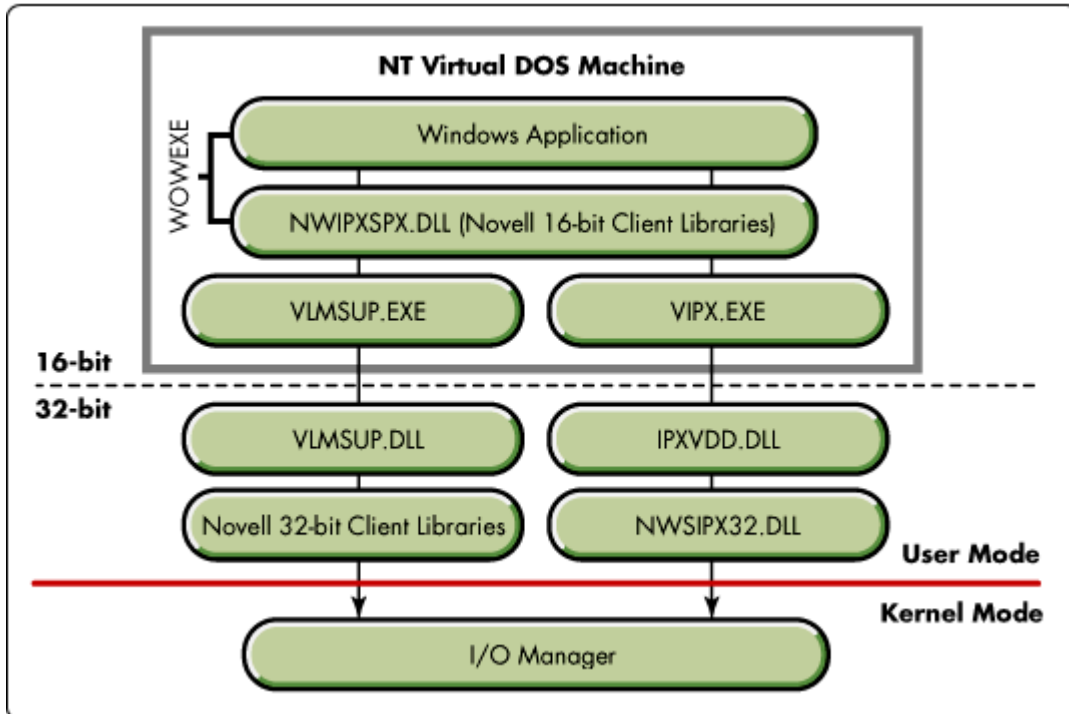 NT Virtual DOS Machine
WOWEXE
Windows Application
NWIPXSPX.DLL (Novell 16-bit Client Libraries)
VLMSUP.EXE
VIPX.EXE
16-bit
32-bit
VLMSUP.DLL
IPXVDD.DLL
Novell 32-bit Client Libraries
NWSIPX32.DLL
User Mode
Kernel Mode
I/O Manager